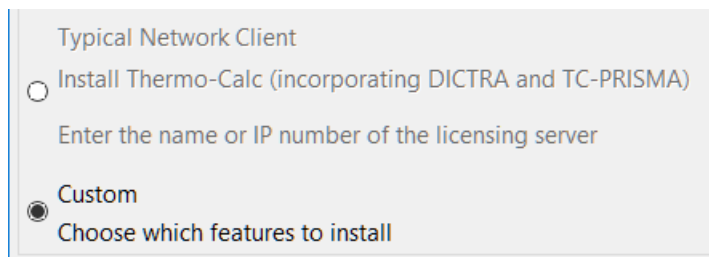 Typical Network Client
Install Thermo-Calc (incorporating DICTRA and TC-PRISMA)
Enter the name or IP number of the licensing server
Custom
Choose which features to install